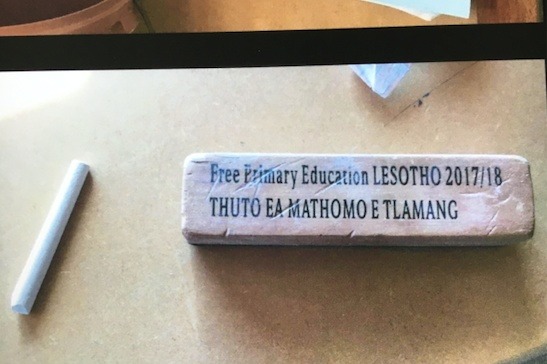 Free Primary Education LESOTHO 2017/18
THUTO EA MATHOMO E TLAMANG